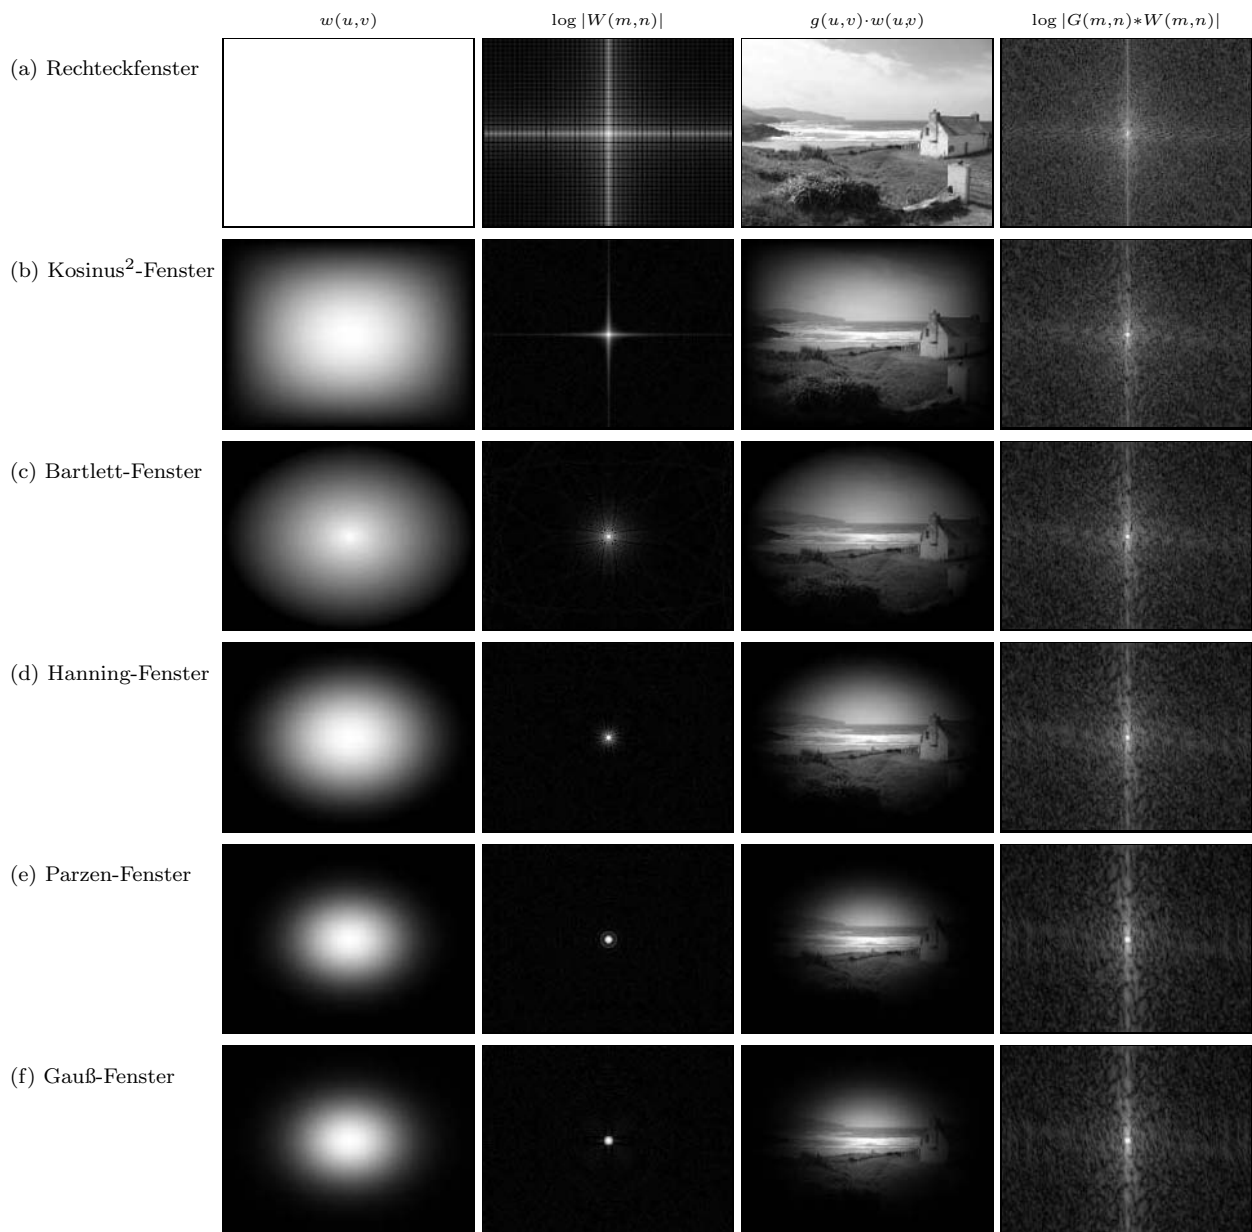 w(u,v) log |W(m,n)| g(u,v)·w(u,v) log |G(m,n)∗W(m,n)|
(a) Rechteckfenster
(b) Kosinus²-Fenster
(c) Bartlett-Fenster
(d) Hanning-Fenster
(e) Parzen-Fenster
(f) Gauß-Fenster